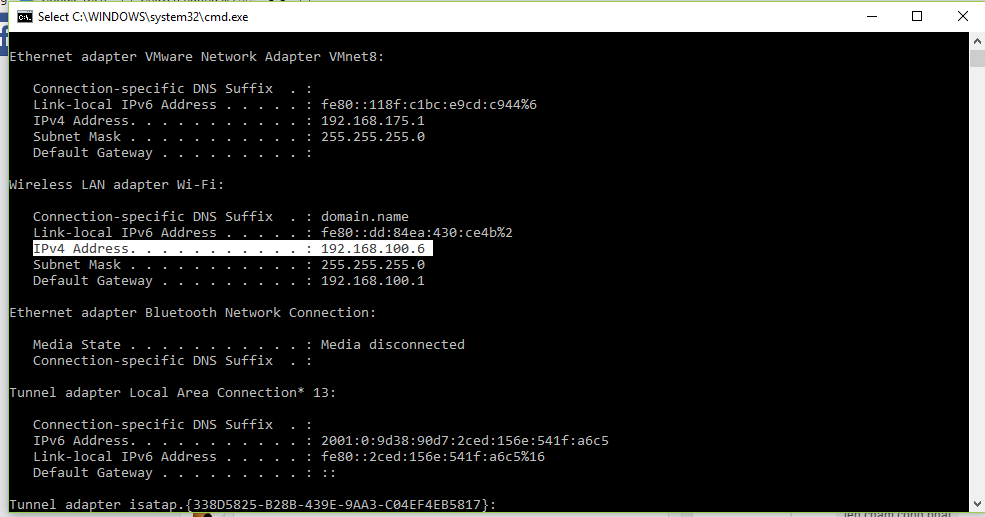 Select C:\WINDOWS\system32\cmd.exe
Ethernet adapter VMware Network Adapter VMnet8:
Connection-specific DNS Suffix  . :
Link-local IPv6 Address . . . . . : fe80::118f:c1bc:e9cd:c944%6
IPv4 Address. . . . . . . . . . . : 192.168.175.1
Subnet Mask . . . . . . . . . . . : 255.255.255.0
Default Gateway . . . . . . . . . :
Wireless LAN adapter Wi-Fi:
Connection-specific DNS Suffix  . : domain.name
Link-local IPv6 Address . . . . . : fe80::dd:84ea:430:ce4b%2
IPv4 Address. . . . . . . . . . . : 192.168.100.6
Subnet Mask . . . . . . . . . . . : 255.255.255.0
Default Gateway . . . . . . . . . : 192.168.100.1
Ethernet adapter Bluetooth Network Connection:
Media State . . . . . . . . . . . : Media disconnected
Connection-specific DNS Suffix  . :
Tunnel adapter Local Area Connection* 13:
Connection-specific DNS Suffix  . :
IPv6 Address. . . . . . . . . . . : 2001:0:9d38:90d7:2ced:156e:541f:a6c5
Link-local IPv6 Address . . . . . : fe80::2ced:156e:541f:a6c5%16
Default Gateway . . . . . . . . . : ::
Tunnel adapter isatap.{338D5825-B28B-439E-9AA3-C04EF4EB5817}: